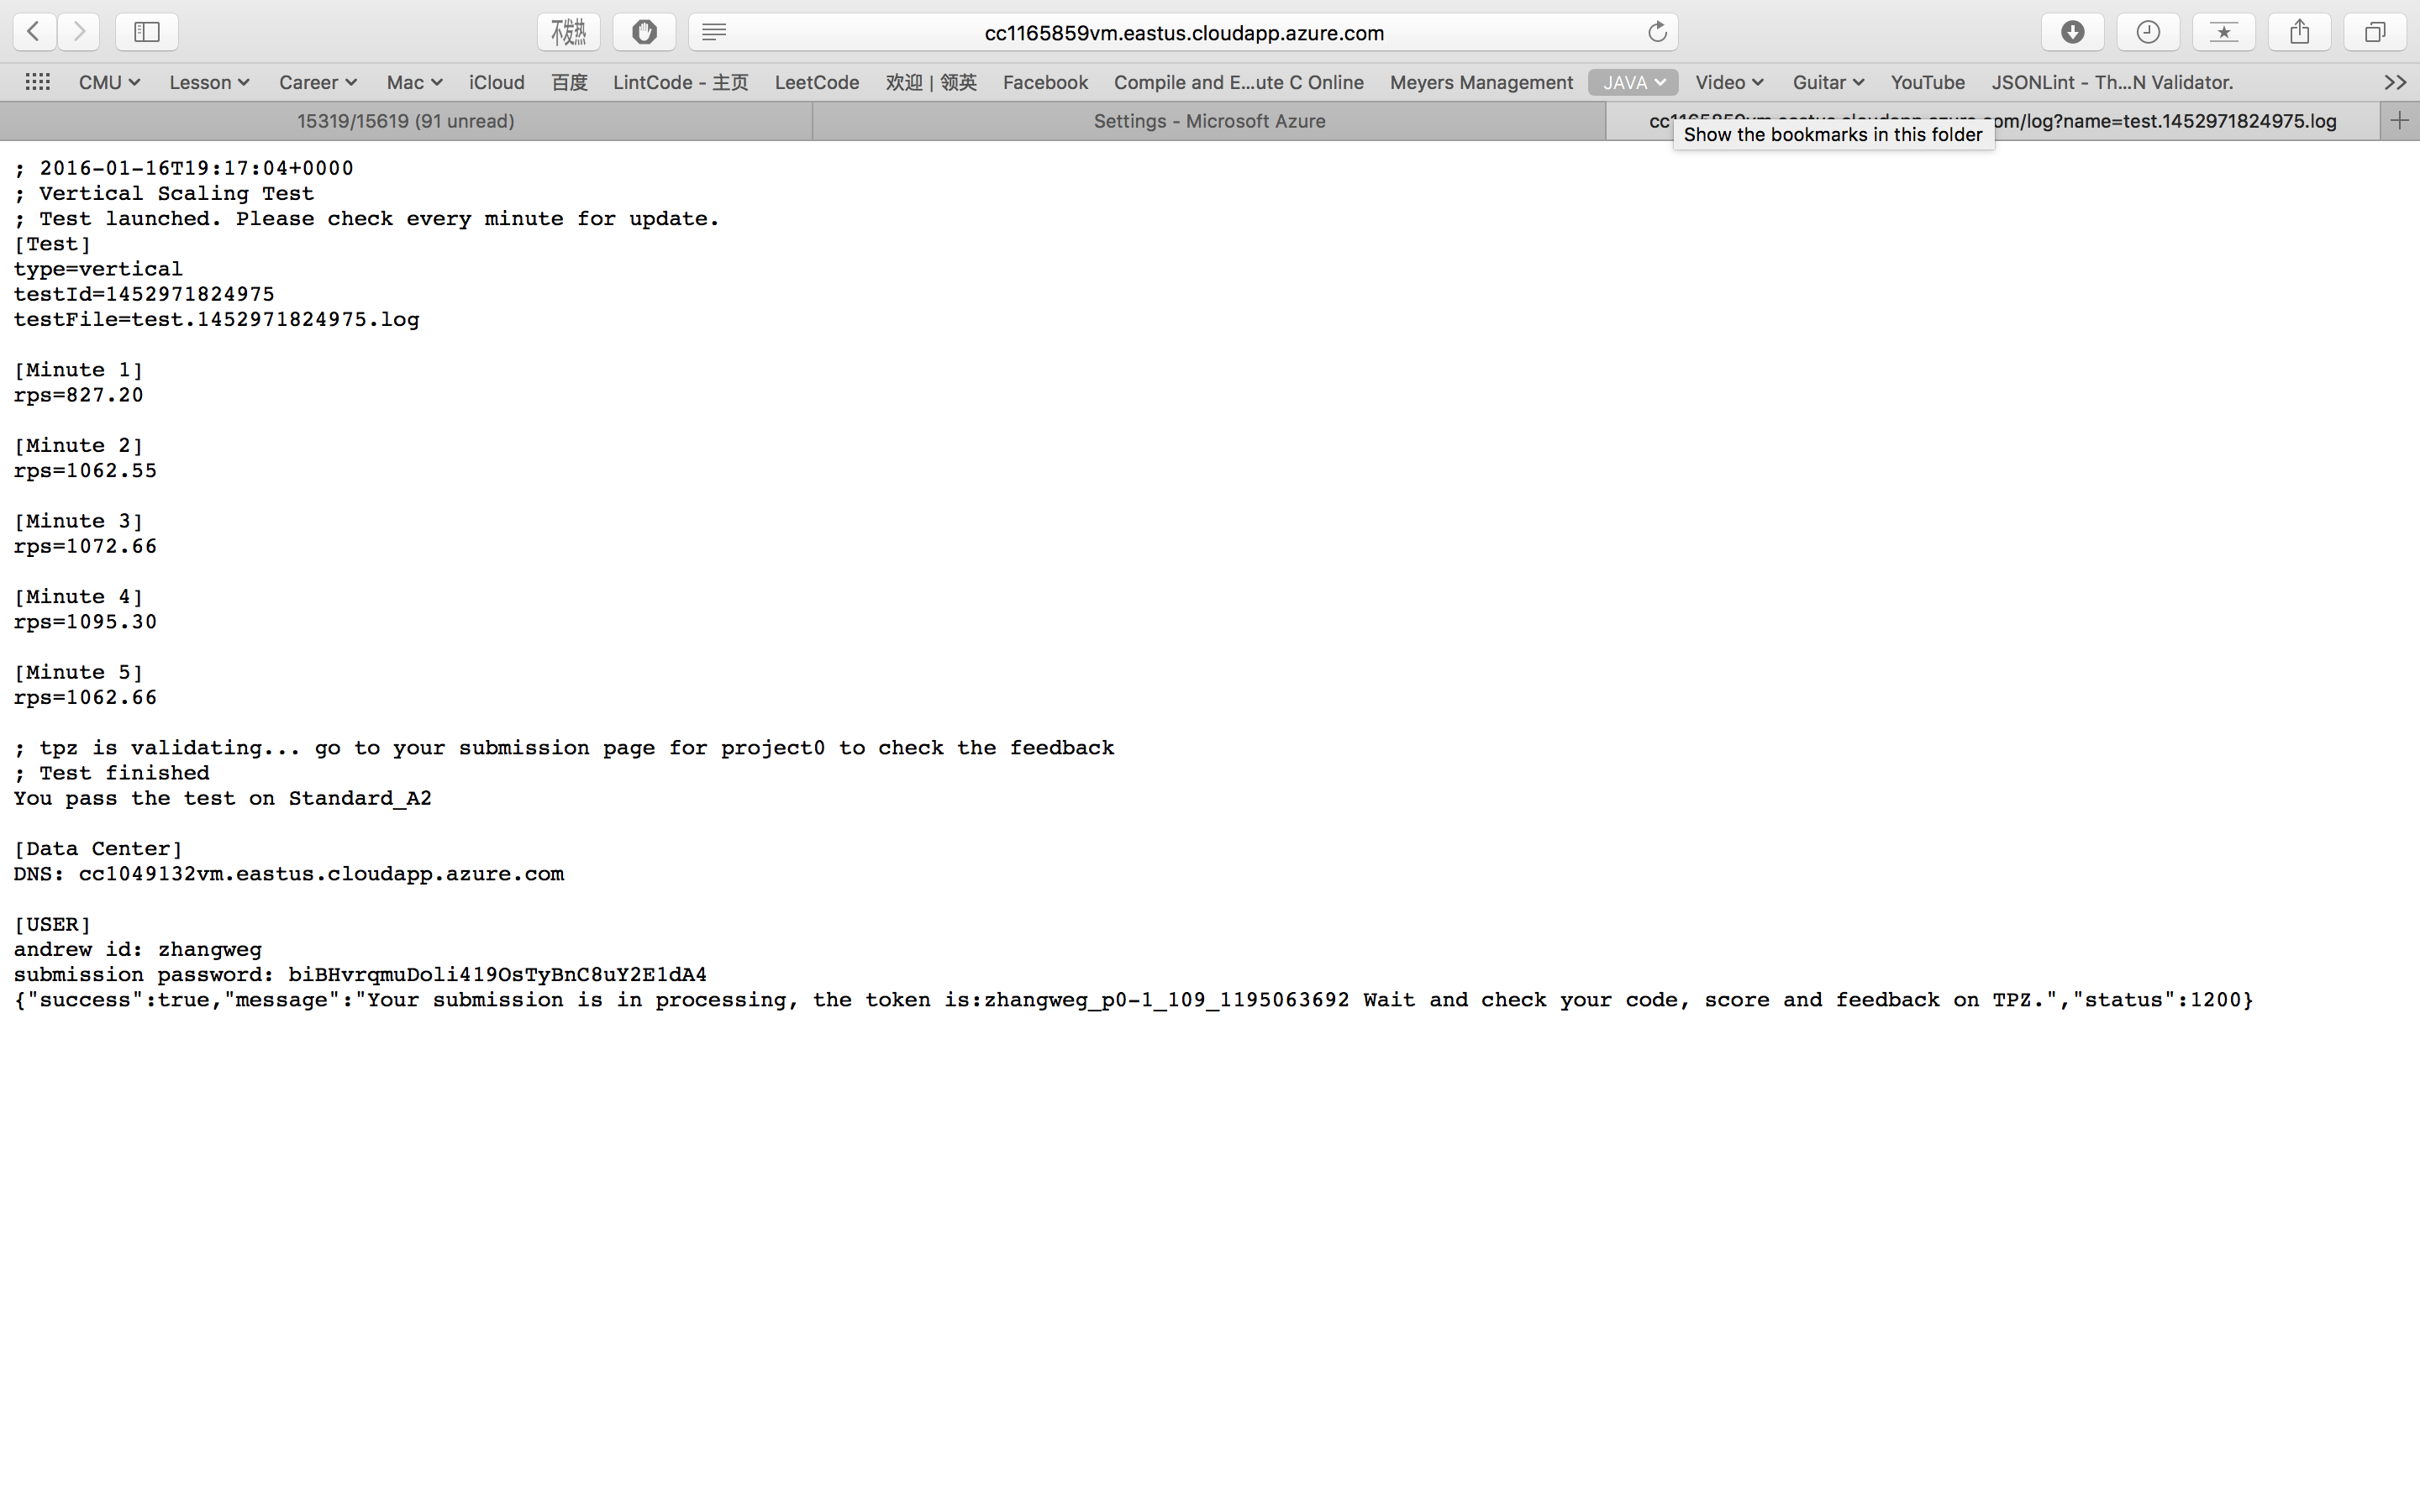 不发热
cc1165859vm.eastus.cloudapp.azure.com
CMU Lesson Career Mac iCloud 百度 LintCode - 主页 LeetCode 欢迎 | 领英 Facebook Compile and E...ute C Online Meyers Management JAVA Video Guitar YouTube JSONLint - Th...N Validator.
15319/15619 (91 unread) Settings - Microsoft Azure cc1165859vm.eastus.cloudapp.azure.com/log?name=test.1452971824975.log
Show the bookmarks in this folder
; 2016-01-16T19:17:04+0000
; Vertical Scaling Test
; Test launched. Please check every minute for update.
[Test]
type=vertical
testId=1452971824975
testFile=test.1452971824975.log
[Minute 1]
rps=827.20
[Minute 2]
rps=1062.55
[Minute 3]
rps=1072.66
[Minute 4]
rps=1095.30
[Minute 5]
rps=1062.66
; tpz is validating... go to your submission page for project0 to check the feedback
; Test finished
You pass the test on Standard_A2
[Data Center]
DNS: cc1049132vm.eastus.cloudapp.azure.com
[USER]
andrew id: zhangweg
submission password: biBHvrqmuDoli419OsTyBnC8uY2E1dA4
{"success":true,"message":"Your submission is in processing, the token is:zhangweg_p0-1_109_1195063692 Wait and check your code, score and feedback on TPZ.","status":1200}